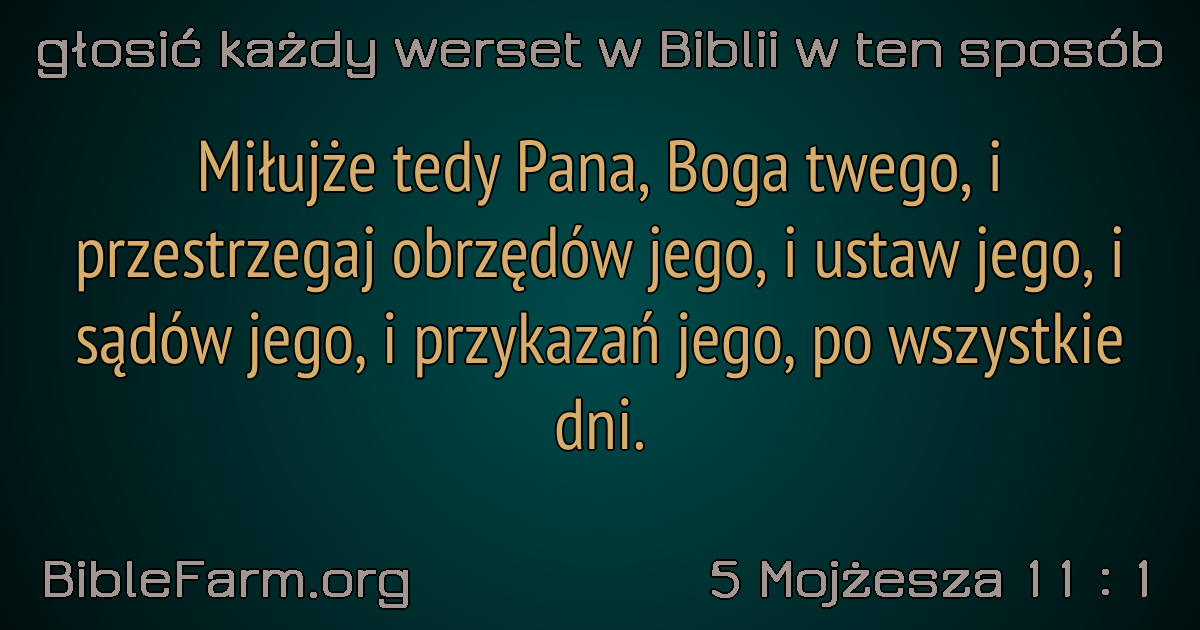 głosić każdy werset w Biblii w ten sposób
Miłujże tedy Pana, Boga twego, i
przestrzegaj obrzędów jego, i ustaw jego, i
sądów jego, i przykazań jego, po wszystkie
dni.
BibleFarm.org
5 Mojżesza 11 : 1